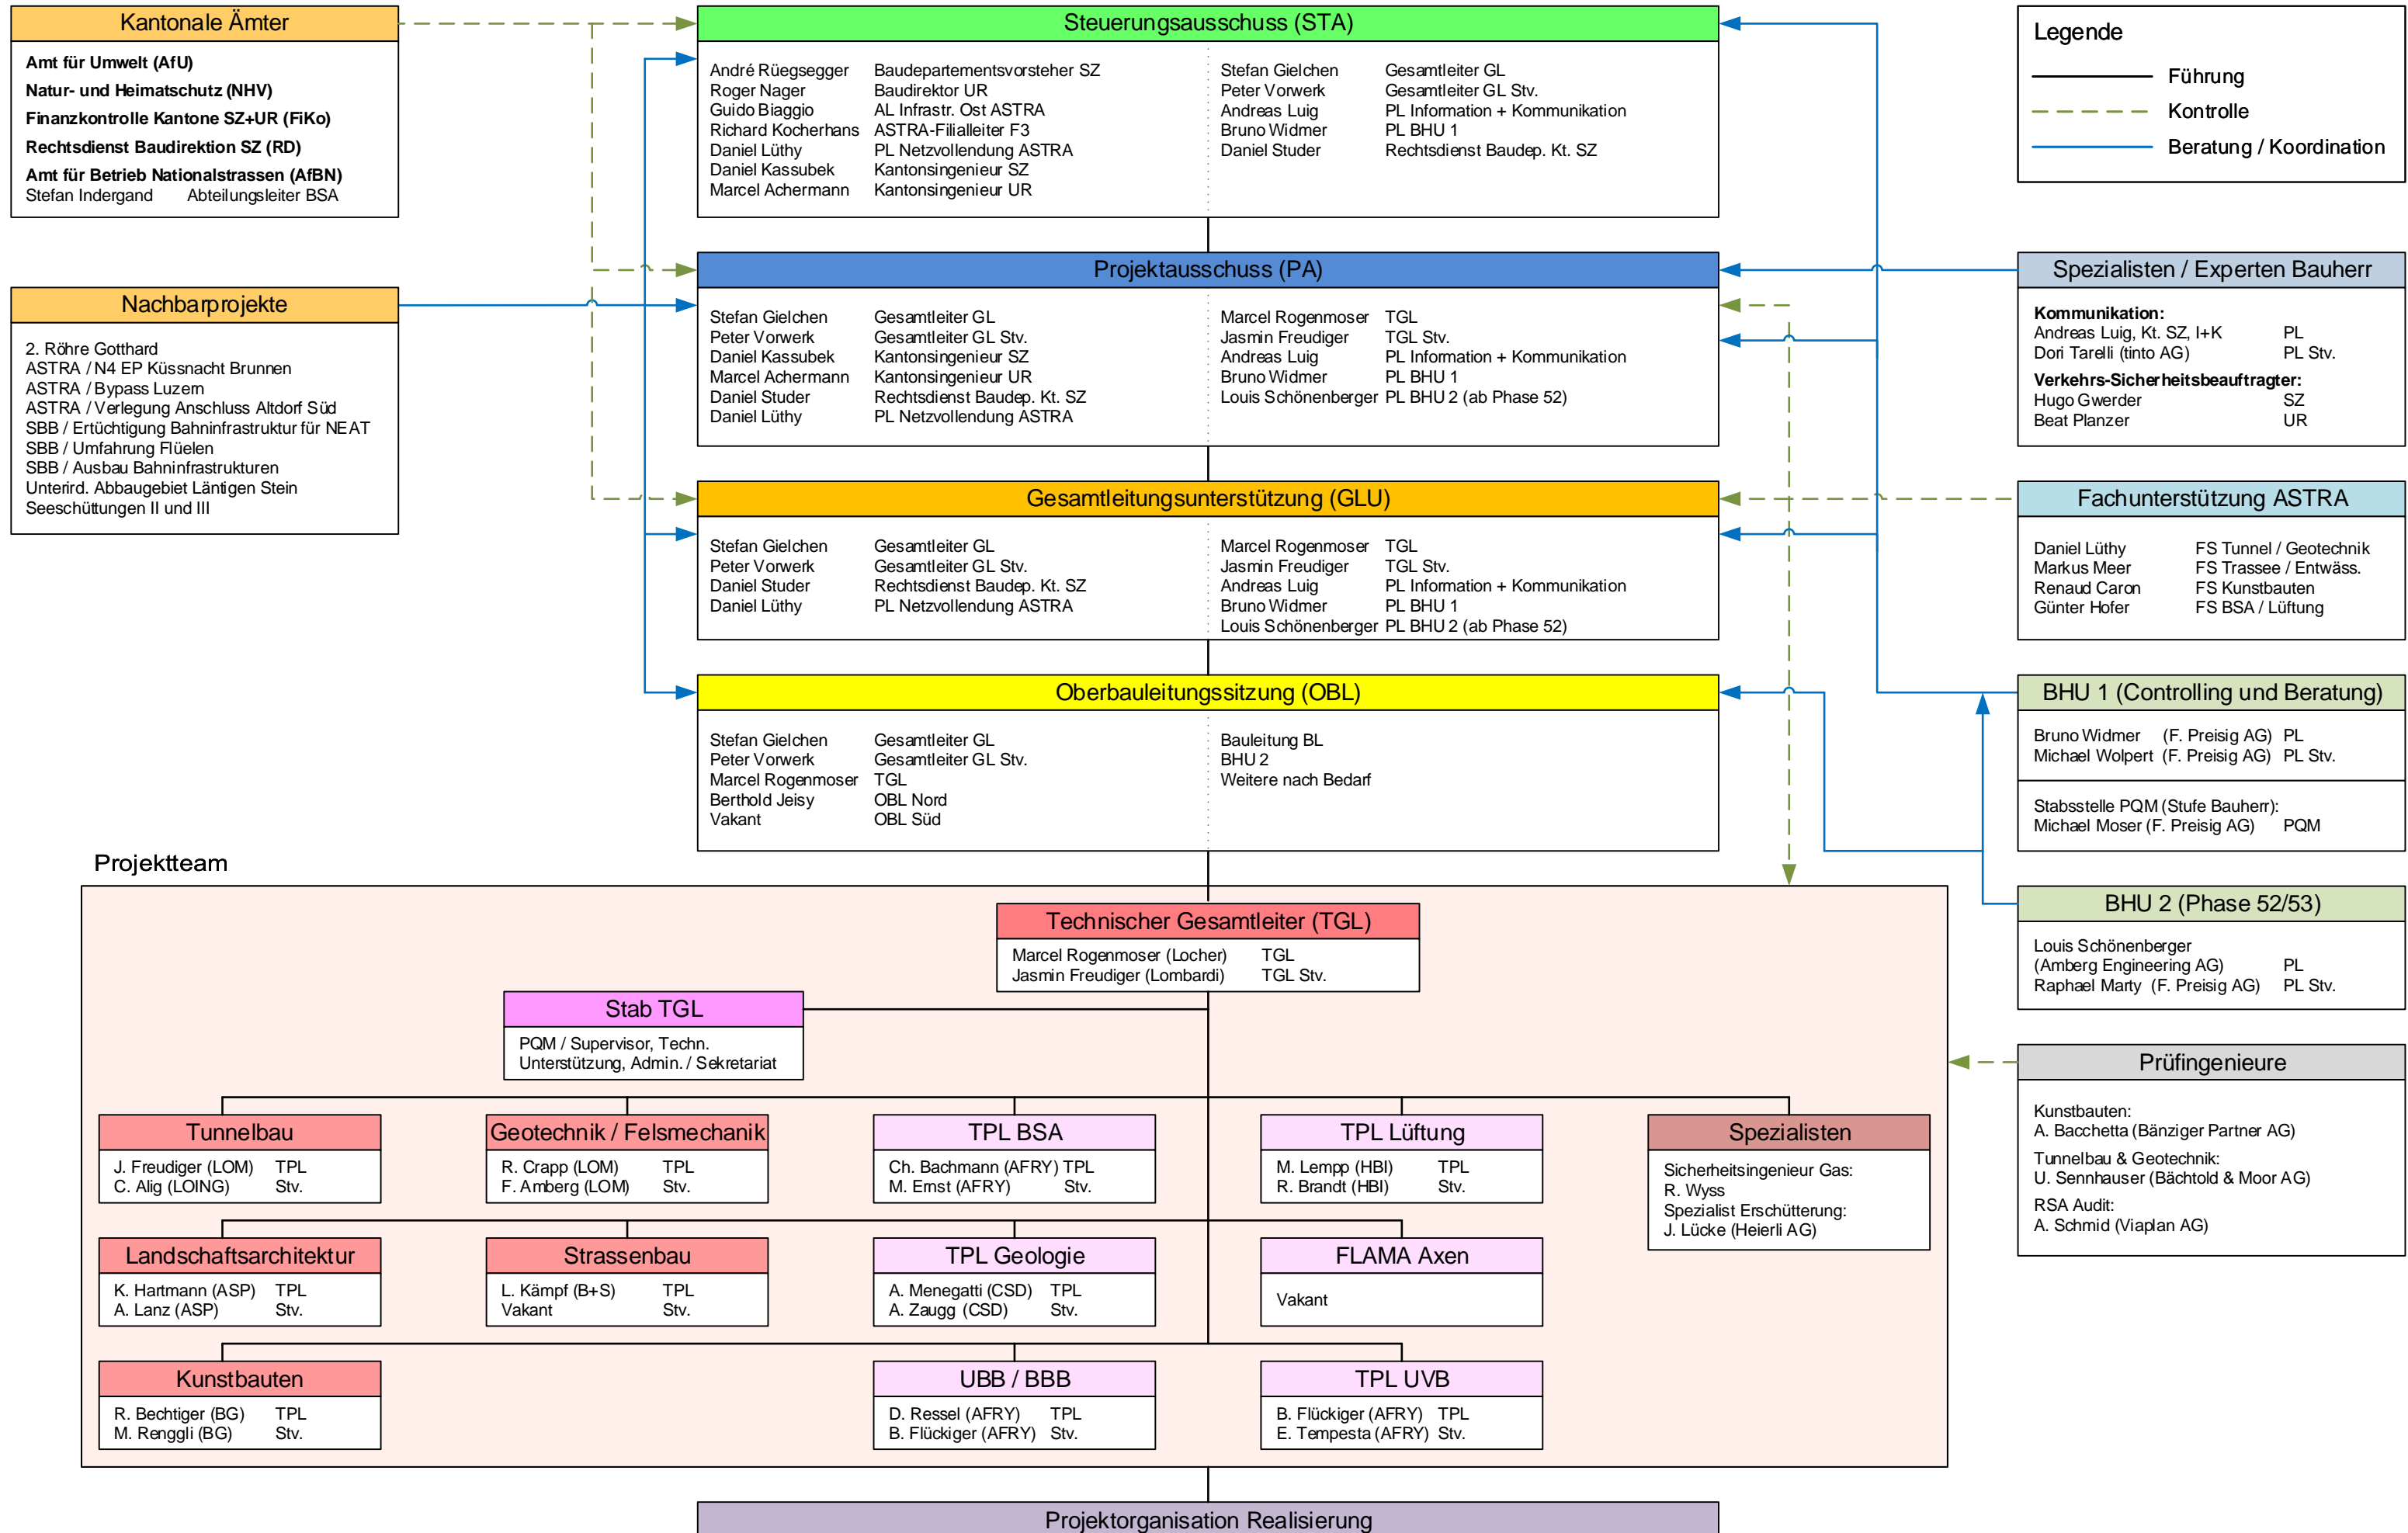 Kantonale Ämter
Amt für Umwelt (AfU)
Natur- und Heimatschutz (NHV)
Finanzkontrolle Kantone SZ+UR (FiKo)
Rechtsdienst Baudirektion SZ (RD)
Amt für Betrieb Nationalstrassen (AfBN)
Stefan Indergand Abteilungsleiter BSA
Steuerungsausschuss (STA)
André Rüegsegger Baudepartementsvorsteher SZ
Roger Nager Baudirektor UR
Guido Biaggio AL Infrastr. Ost ASTRA
Richard Kocherhans ASTRA-Filialleiter F3
Daniel Lüthy PL Netzvollendung ASTRA
Daniel Kassubek Kantonsingenieur SZ
Marcel Achermann Kantonsingenieur UR
Stefan Gielchen Gesamtleiter GL
Peter Vorwerk Gesamtleiter GL Stv.
Andreas Luig PL Information + Kommunikation
Bruno Widmer PL BHU 1
Daniel Studer Rechtsdienst Baudep. Kt. SZ
Legende
Führung
Kontrolle
Beratung / Koordination
Nachbarprojekte
2. Röhre Gotthard
ASTRA / N4 EP Küssnacht Brunnen
ASTRA / Bypass Luzern
ASTRA / Verlegung Anschluss Altdorf Süd
SBB / Ertüchtigung Bahninfrastruktur für NEAT
SBB / Umfahrung Flüelen
SBB / Ausbau Bahninfrastrukturen
Unterird. Abbaugebiet Läntigen Stein
Seeschüttungen II und III
Projektausschuss (PA)
Stefan Gielchen Gesamtleiter GL
Peter Vorwerk Gesamtleiter GL Stv.
Daniel Kassubek Kantonsingenieur SZ
Marcel Achermann Kantonsingenieur UR
Daniel Studer Rechtsdienst Baudep. Kt. SZ
Daniel Lüthy PL Netzvollendung ASTRA
Marcel Rogenmoser TGL
Jasmin Freudiger TGL Stv.
Andreas Luig PL Information + Kommunikation
Bruno Widmer PL BHU 1
Louis Schönenberger PL BHU 2 (ab Phase 52)
Spezialisten / Experten Bauherr
Kommunikation:
Andreas Luig, Kt. SZ, I+K PL
Dori Tarelli (tinto AG) PL Stv.
Verkehrs-Sicherheitsbeauftragter:
Hugo Gwerder SZ
Beat Planzer UR
Gesamtleitungsunterstützung (GLU)
Stefan Gielchen Gesamtleiter GL
Peter Vorwerk Gesamtleiter GL Stv.
Daniel Studer Rechtsdienst Baudep. Kt. SZ
Daniel Lüthy PL Netzvollendung ASTRA
Marcel Rogenmoser TGL
Jasmin Freudiger TGL Stv.
Andreas Luig PL Information + Kommunikation
Bruno Widmer PL BHU 1
Louis Schönenberger PL BHU 2 (ab Phase 52)
Fachunterstützung ASTRA
Daniel Lüthy FS Tunnel / Geotechnik
Markus Meer FS Trassee / Entwäss.
Renaud Caron FS Kunstbauten
Günter Hofer FS BSA / Lüftung
Oberbauleitungssitzung (OBL)
Stefan Gielchen Gesamtleiter GL
Peter Vorwerk Gesamtleiter GL Stv.
Marcel Rogenmoser TGL
Berthold Jeisy OBL Nord
Vakant OBL Süd
Bauleitung BL
BHU 2
Weitere nach Bedarf
BHU 1 (Controlling und Beratung)
Bruno Widmer (F. Preisig AG) PL
Michael Wolpert (F. Preisig AG) PL Stv.
Stabsstelle PQM (Stufe Bauherr):
Michael Moser (F. Preisig AG) PQM
BHU 2 (Phase 52/53)
Louis Schönenberger
(Amberg Engineering AG) PL
Raphael Marty (F. Preisig AG) PL Stv.
Prüfingenieure
Kunstbauten:
A. Bacchetta (Bänziger Partner AG)
Tunnelbau & Geotechnik:
U. Sennhauser (Bächtold & Moor AG)
RSA Audit:
A. Schmid (Viaplan AG)
Projektteam
Technischer Gesamtleiter (TGL)
Marcel Rogenmoser (Locher) TGL
Jasmin Freudiger (Lombardi) TGL Stv.
Stab TGL
PQM / Supervisor, Techn.
Unterstützung, Admin. / Sekretariat
Tunnelbau
J. Freudiger (LOM) TPL
C. Alig (LOING) Stv.
Geotechnik / Felsmechanik
R. Crapp (LOM) TPL
F. Amberg (LOM) Stv.
TPL BSA
Ch. Bachmann (AFRY) TPL
M. Ernst (AFRY) Stv.
TPL Lüftung
M. Lempp (HBI) TPL
R. Brandt (HBI) Stv.
Spezialisten
Sicherheitsingenieur Gas:
R. Wyss
Spezialist Erschütterung:
J. Lücke (Heierli AG)
Landschaftsarchitektur
K. Hartmann (ASP) TPL
A. Lanz (ASP) Stv.
Strassenbau
L. Kämpf (B+S) TPL
Vakant Stv.
TPL Geologie
A. Menegatti (CSD) TPL
A. Zaugg (CSD) Stv.
FLAMA Axen
Vakant
Kunstbauten
R. Bechtiger (BG) TPL
M. Renggli (BG) Stv.
UBB / BBB
D. Ressel (AFRY) TPL
B. Flückiger (AFRY) Stv.
TPL UVB
B. Flückiger (AFRY) TPL
E. Tempesta (AFRY) Stv.
Projektorganisation Realisierung